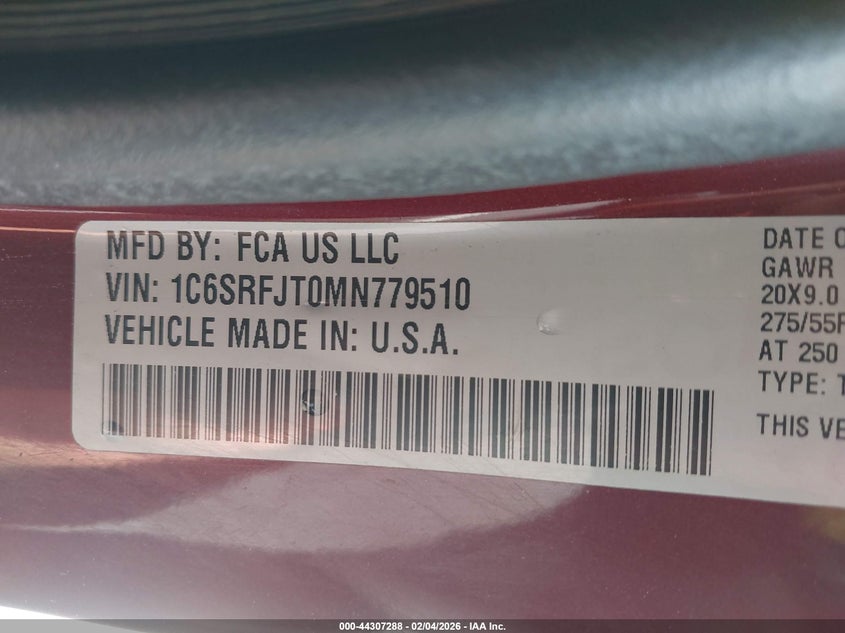 MFD BY: FCA US LLC
VIN: 1C6SRFJT0MN779510
VEHICLE MADE IN: U.S.A.
DATE O
GAWR
20X9.0
275/55R
AT 250
TYPE: T
THIS VE
000-44307288 - 02/04/2026 - IAA Inc.